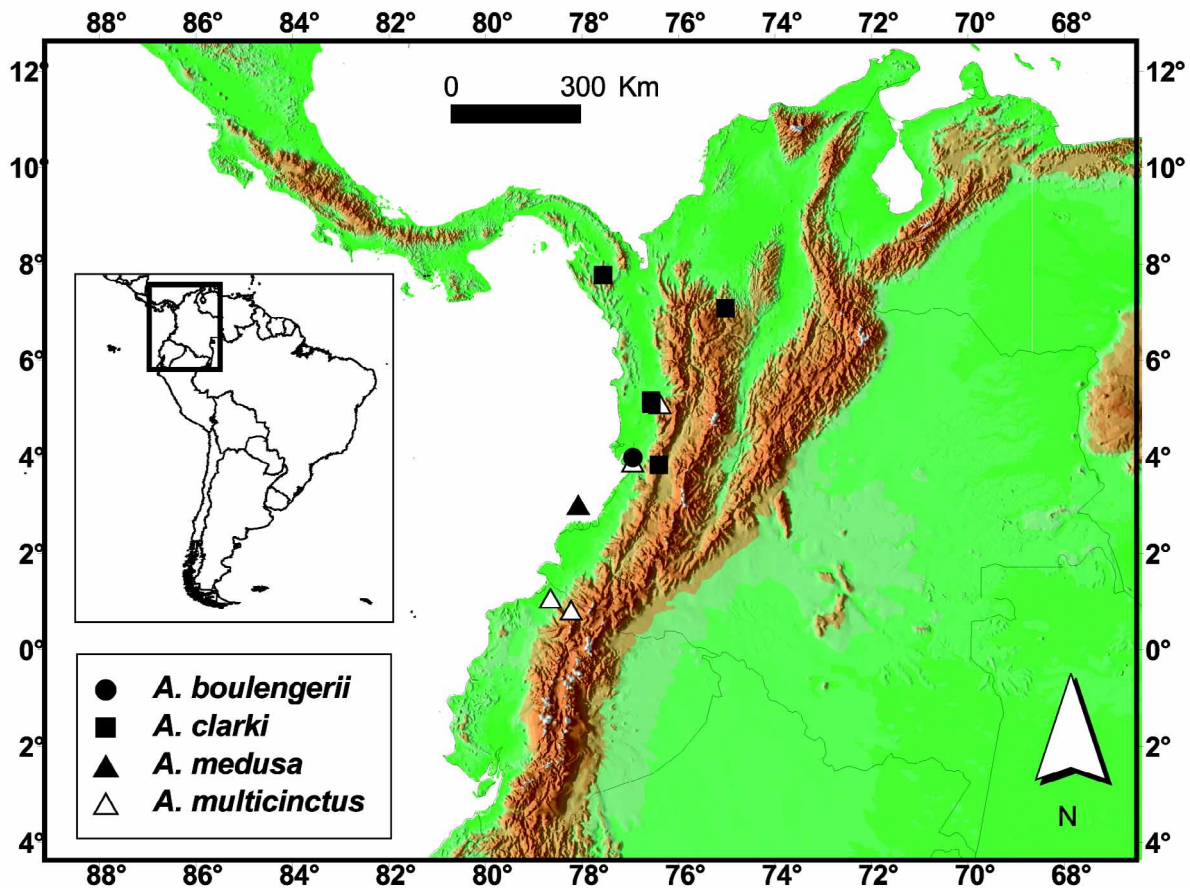 88° 86° 84° 82° 80° 78° 76° 74° 72° 70° 68°
12° 12°
0 300 Km
10° 10°
8° 8°
6° 6°
4° 4°
2° 2°
0° 0°
A. boulengerii
A. clarki
2° 2°
A. medusa
A. multicinctus
N
4° 4°
88° 86° 84° 82° 80° 78° 76° 74° 72° 70° 68°